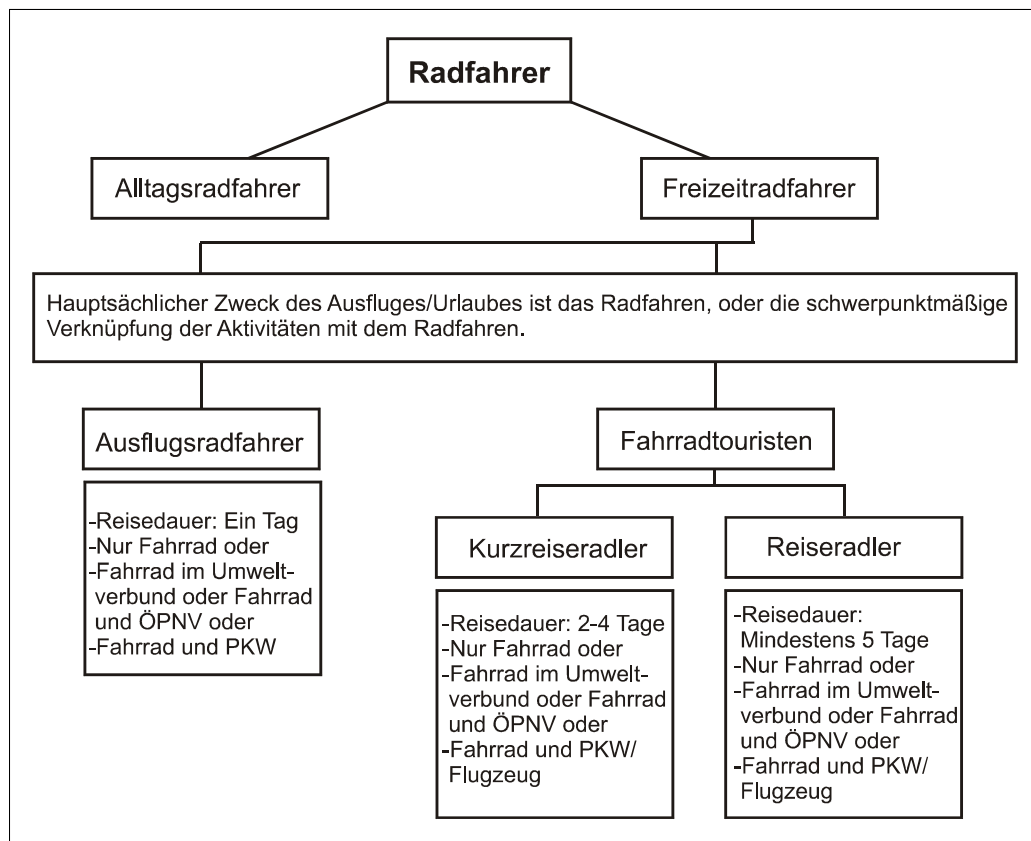 Radfahrer
Alltagsradfahrer
Freizeitradfahrer
Hauptsächlicher Zweck des Ausfluges/Urlaubes ist das Radfahren, oder die schwerpunktmäßige
Verknüpfung der Aktivitäten mit dem Radfahren.
Ausflugsradfahrer
-Reisedauer: Ein Tag
-Nur Fahrrad oder
-Fahrrad im Umwelt-
verbund oder Fahrrad
und ÖPNV oder
-Fahrrad und PKW
Fahrradtouristen
Kurzreiseradler
-Reisedauer: 2-4 Tage
-Nur Fahrrad oder
-Fahrrad im Umwelt-
verbund oder Fahrrad
und ÖPNV oder
-Fahrrad und PKW/
Flugzeug
Reiseradler
-Reisedauer:
Mindestens 5 Tage
-Nur Fahrrad oder
-Fahrrad im Umwelt-
verbund oder Fahrrad
und ÖPNV oder
-Fahrrad und PKW/
Flugzeug